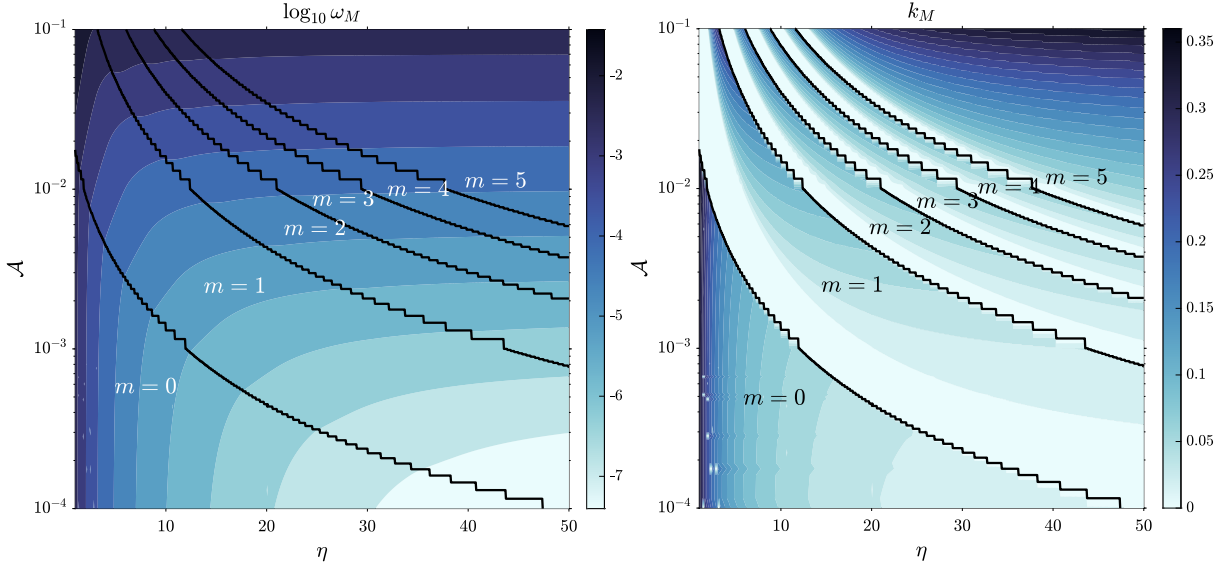 log₁₀ ω_M
k_M
10⁻¹
10⁻²
10⁻³
10⁻⁴
𝒜
10
20
30
40
50
η
m = 0
m = 1
m = 2
m = 3
m = 4
m = 5
-2
-3
-4
-5
-6
-7
10⁻¹
10⁻²
10⁻³
10⁻⁴
𝒜
10
20
30
40
50
η
m = 0
m = 1
m = 2
m = 3
m = 4
m = 5
0.35
0.3
0.25
0.2
0.15
0.1
0.05
0